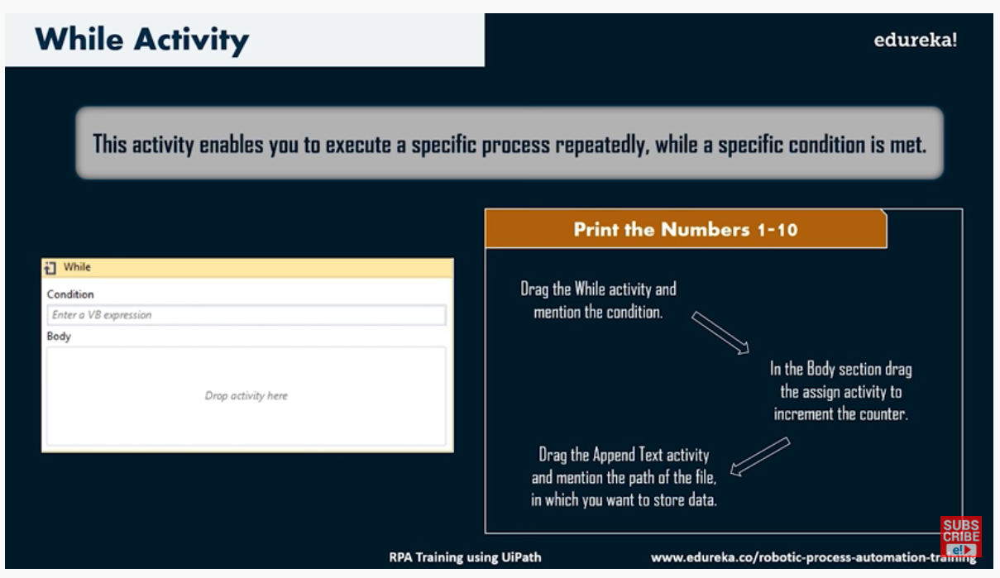 While Activity
edureka!
This activity enables you to execute a specific process repeatedly, while a specific condition is met.
While
Condition
Enter a VB expression
Body
Drop activity here
Print the Numbers 1-10
Drag the While activity and
mention the condition.
In the Body section drag
the assign activity to
increment the counter.
Drag the Append Text activity
and mention the path of the file,
in which you want to store data.
SUBS
CRIBE
e!
RPA Training using UiPath
www.edureka.co/robotic-process-automation-training